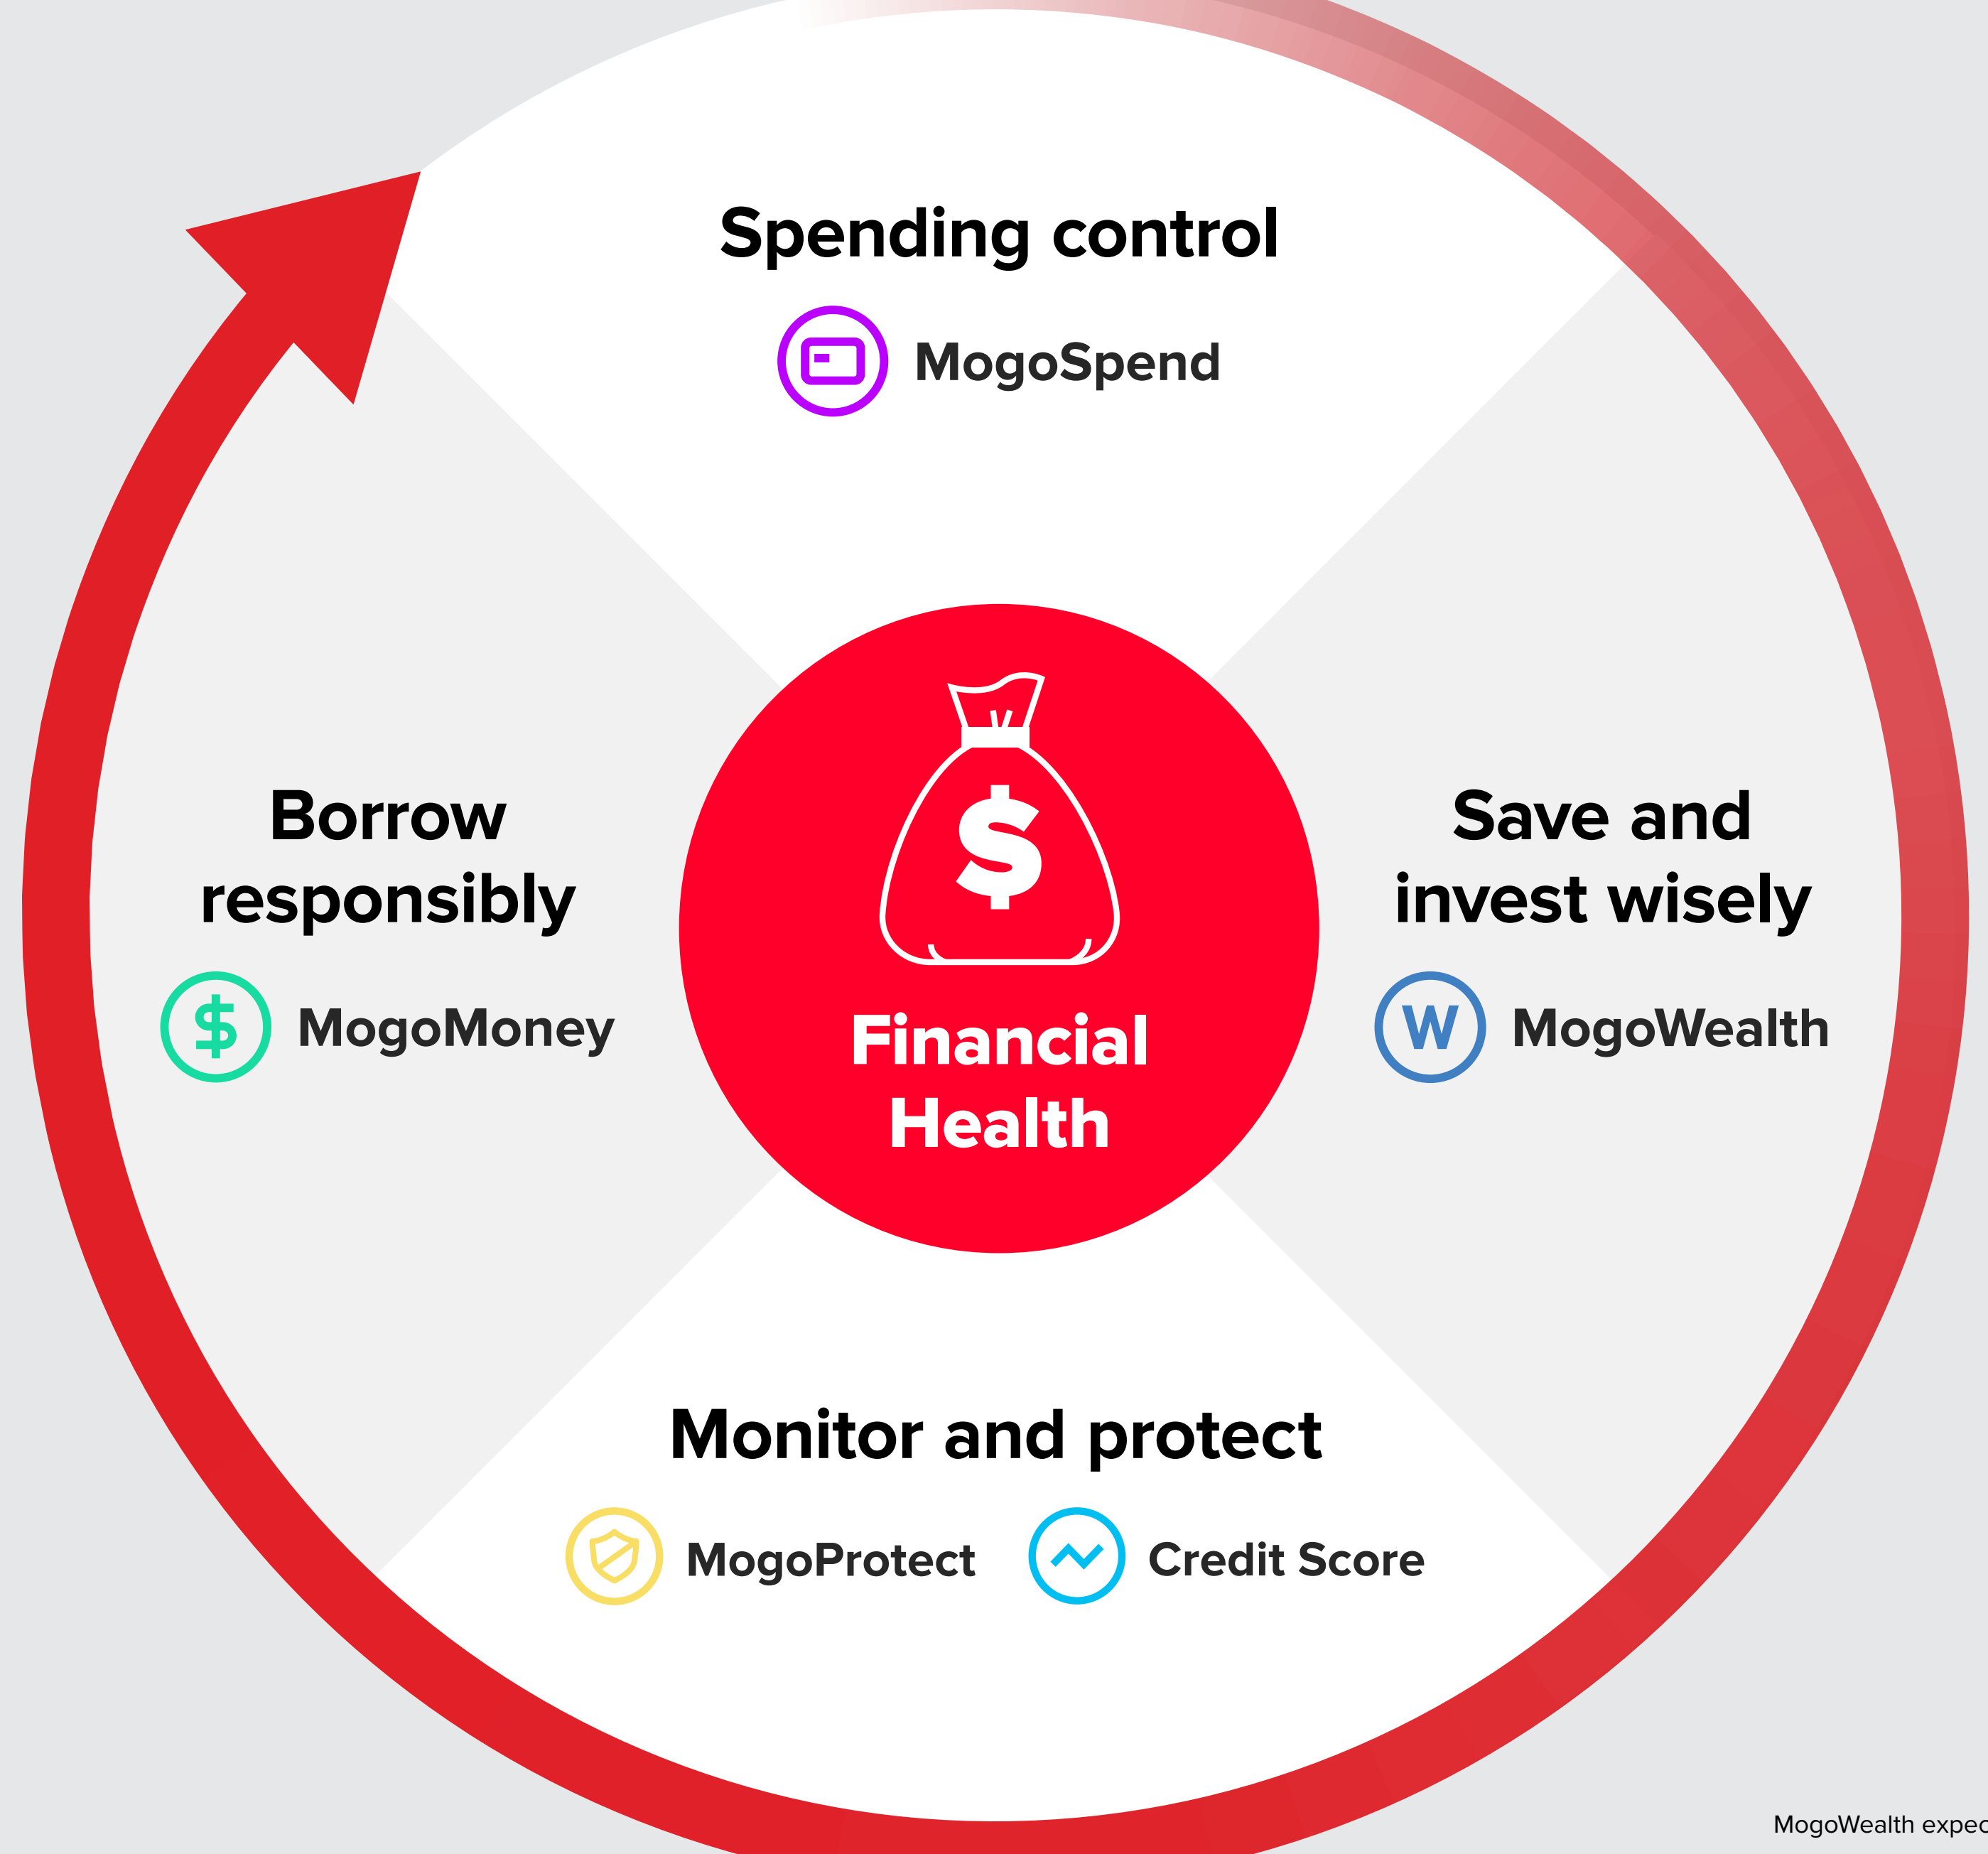 Spending control
MogoSpend
Borrow
responsibly
$ MogoMoney
$
Financial
Health
Save and
invest wisely
W MogoWealth
Monitor and protect
MogoProtect
Credit Score
MogoWealth